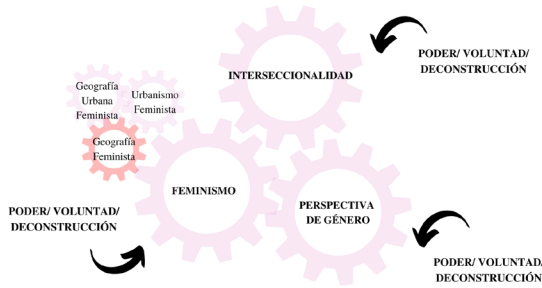 PODER/ VOLUNTAD/
DECONSTRUCCIÓN
INTERSECCIONALIDAD
Geografía
Urbana
Feminista
Urbanismo
Feminista
Geografía
Feminista
FEMINISMO
PERSPECTIVA
DE GÉNERO
PODER/ VOLUNTAD/
DECONSTRUCCIÓN
PODER/ VOLUNTAD/
DECONSTRUCCIÓN